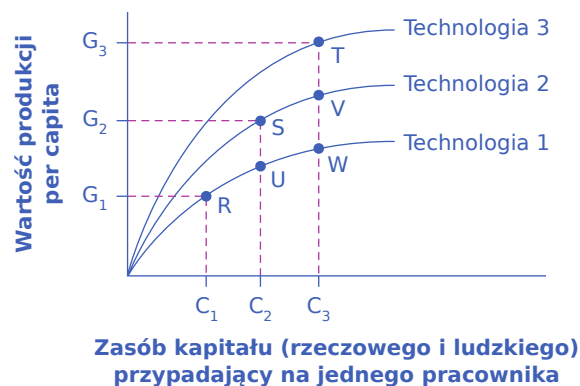 Wartość produkcji
per capita
G3
G2
G1
T
Technologia 3
V
Technologia 2
S
W
Technologia 1
U
R
C1
C2
C3
Zasób kapitału (rzeczowego i ludzkiego)
przypadający na jednego pracownika